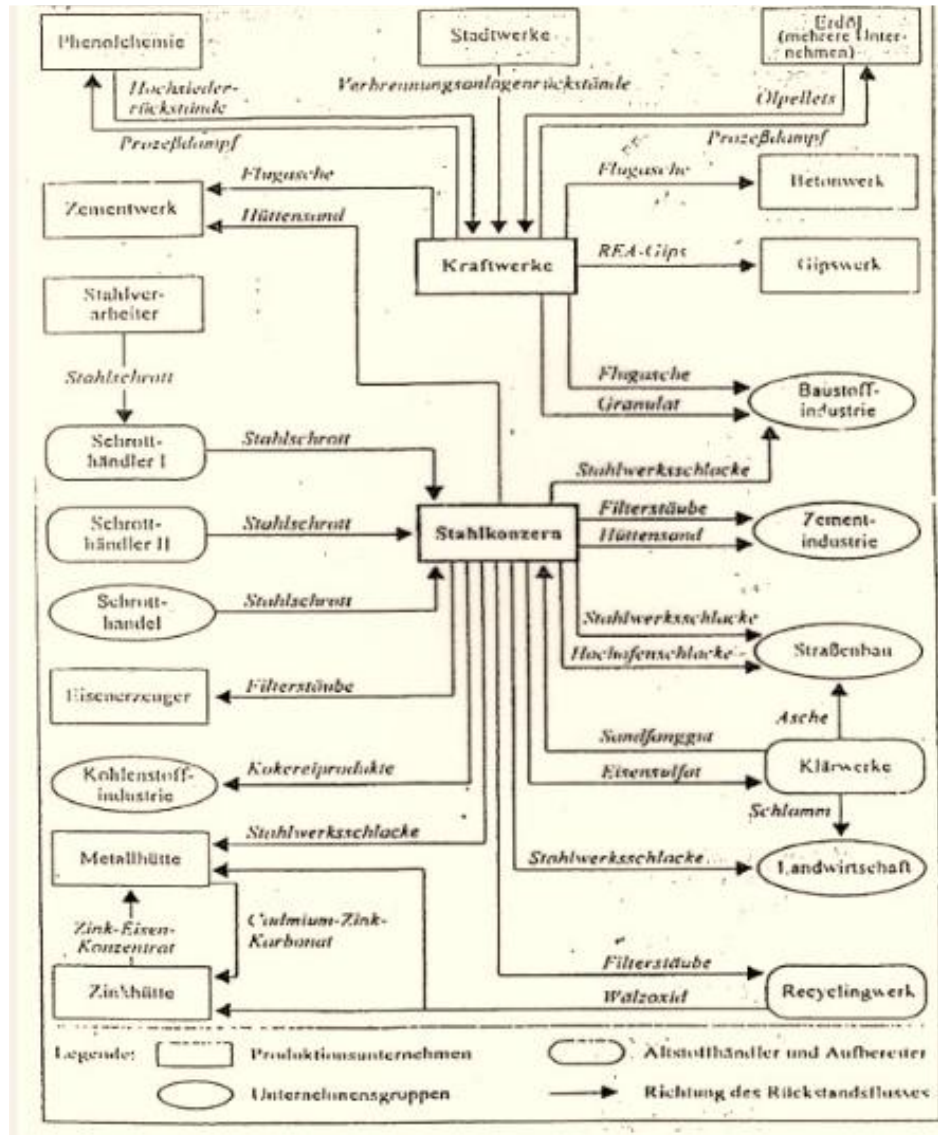 Phenolchemie
Stadtwerke
Erdöl
(mehrere Unter-
nehmen)
Hochsieder-
rückstände
Verbrennungsanlagenrückstände
Ölpellets
Prozeßdampf
Prozeßdampf
Flugasche
Flugasche
Zementwerk
Betonwerk
Hüttensand
Kraftwerke
REA-Gips
Gipswerk
Stahlver-
arbeiter
Stahlschrott
Flugasche
Granulat
Baustoff-
industrie
Schrott-
händler I
Stahlschrott
Stahlwerksschlacke
Schrott-
händler II
Stahlschrott
Stahlkonzern
Filterstäube
Hüttensand
Zement-
industrie
Schrott-
handel
Stahlschrott
Stahlwerksschlacke
Hochofenschlacke
Straßenbau
Eisenerzeuger
Filterstäube
Asche
Sandfanggut
Eisensulfat
Klärwerke
Kohlenstoff-
industrie
Kokereiprodukte
Schlamm
Stahlwerksschlacke
Metallhütte
Stahlwerksschlacke
Landwirtschaft
Zink-Eisen-
Konzentrat
Cadmium-Zink-
Karbonat
Zinkhütte
Filterstäube
Wälzoxid
Recyclingwerk
Legende:
Produktionsunternehmen
Altstoffhändler und Aufbereiter
Unternehmensgruppen
Richtung des Rückstandsflusses